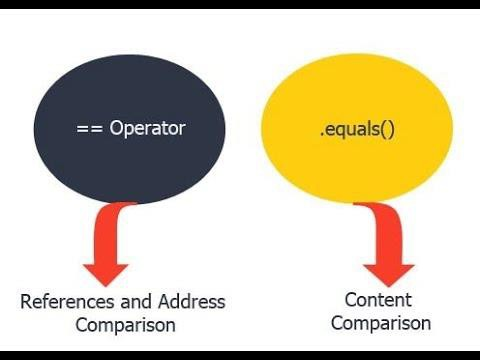 == Operator
.equals()
References and Address
Comparison
Content
Comparison